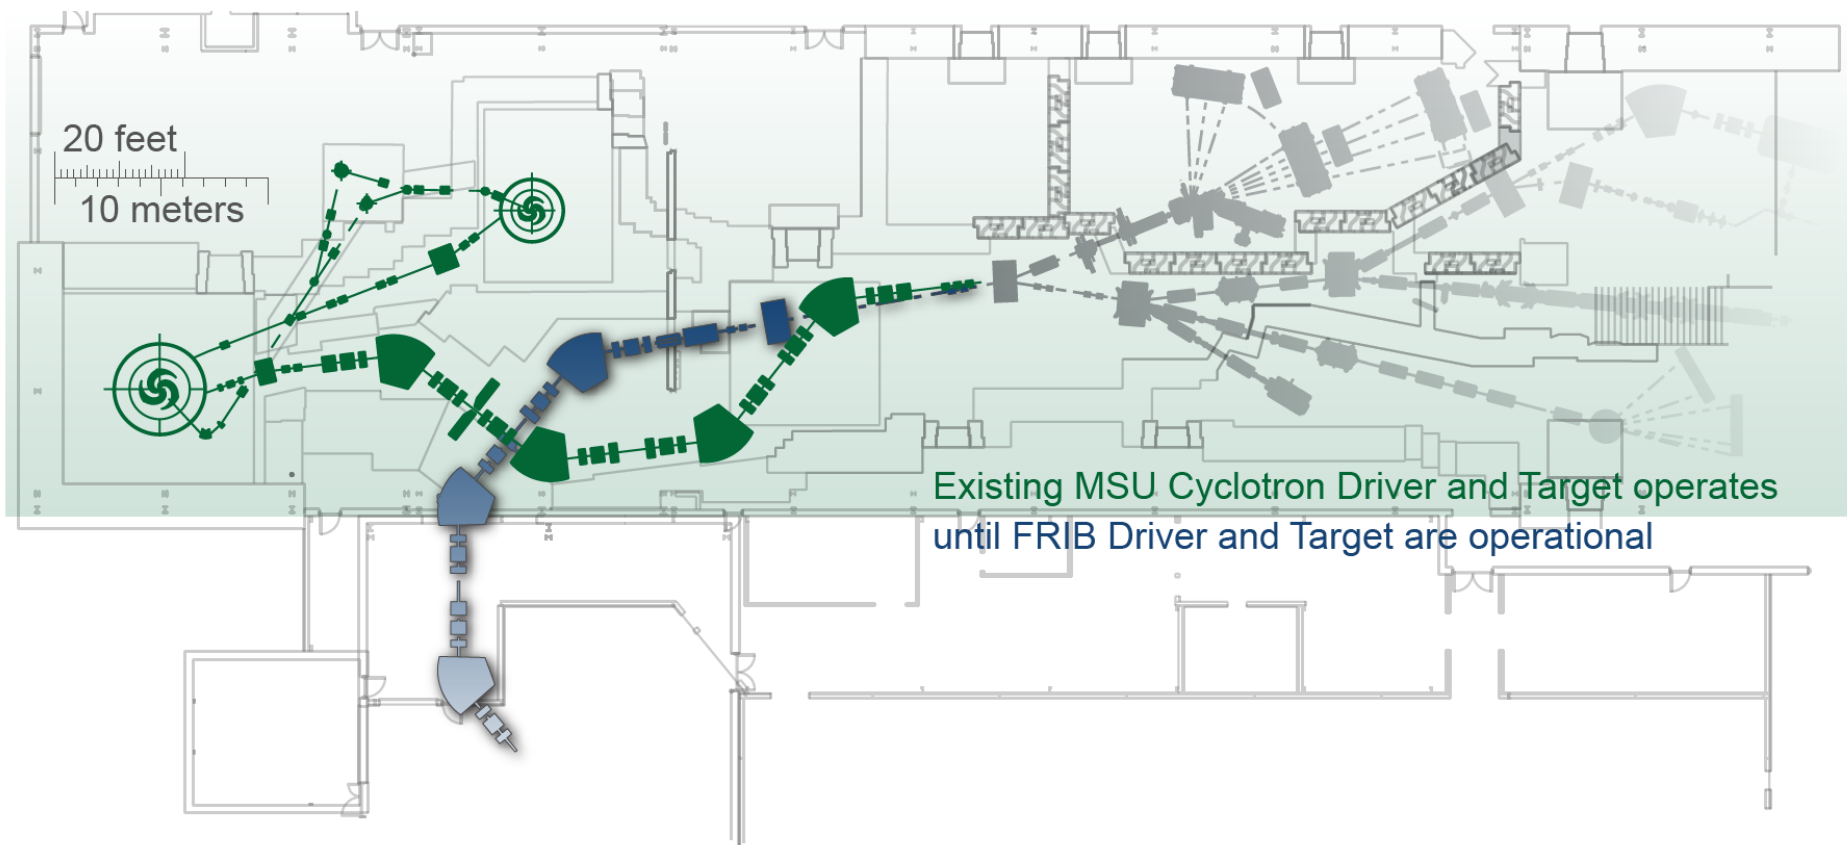 20 feet
10 meters
Existing MSU Cyclotron Driver and Target operates
until FRIB Driver and Target are operational